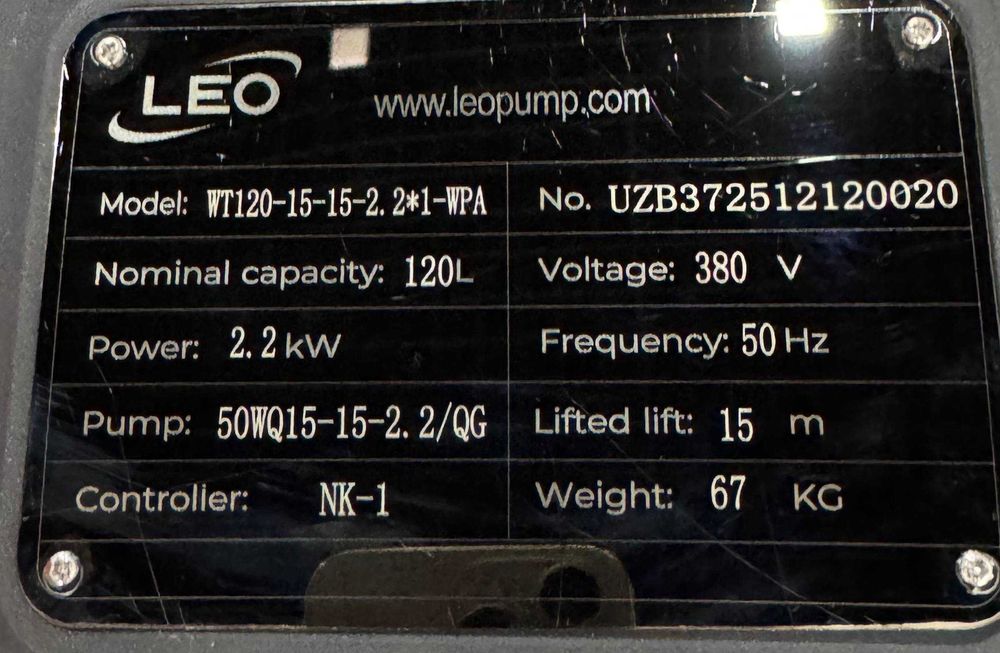 LEO
www.leopump.com
Model: WT120-15-15-2.2*1-WPA
No. UZB372512120020
Nominal capacity: 120L
Voltage: 380 V
Power: 2.2 kW
Frequency: 50 Hz
Pump: 50WQ15-15-2.2/QG
Lifted lift: 15 m
Controller: NK-1
Weight: 67 KG